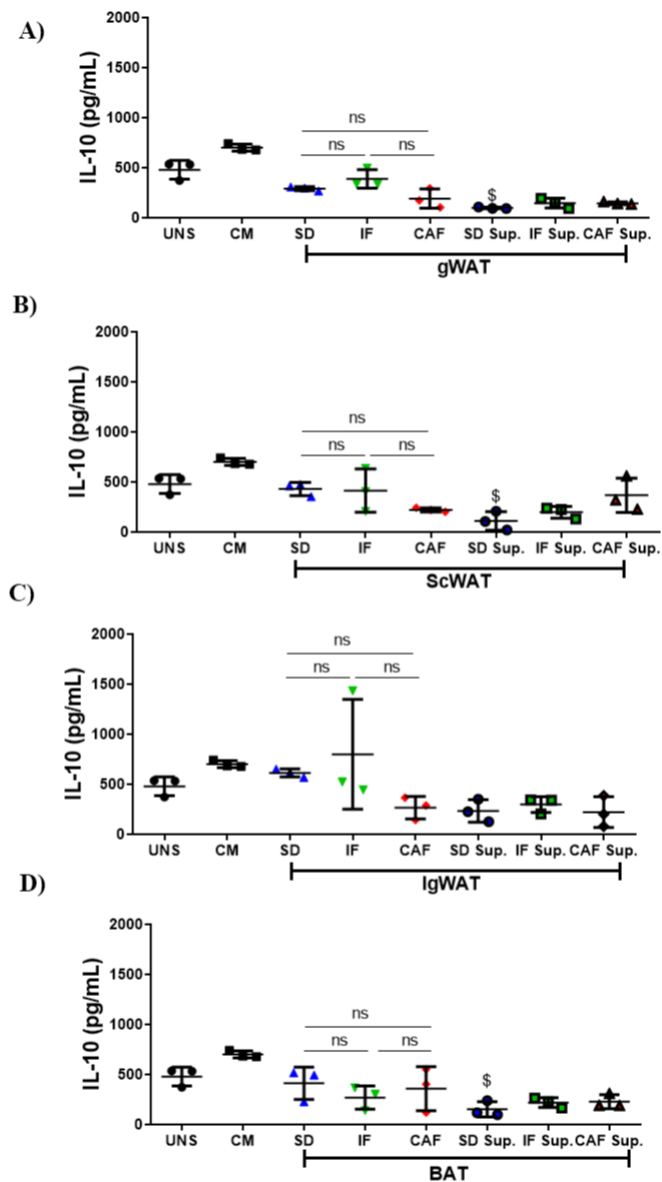 A)
2000
1500
1000
500
0
IL-10 (pg/mL)
ns
ns ns
$
UNS CM SD IF CAF SD Sup. IF Sup. CAF Sup.
gWAT
B)
2000
1500
1000
500
0
IL-10 (pg/mL)
ns
ns ns
$
UNS CM SD IF CAF SD Sup. IF Sup. CAF Sup.
ScWAT
C)
2000
1500
1000
500
0
IL-10 (pg/mL)
ns
ns ns
UNS CM SD IF CAF SD Sup. IF Sup. CAF Sup.
IgWAT
D)
2000
1500
1000
500
0
IL-10 (pg/mL)
ns
ns ns
$
UNS CM SD IF CAF SD Sup. IF Sup. CAF Sup.
BAT